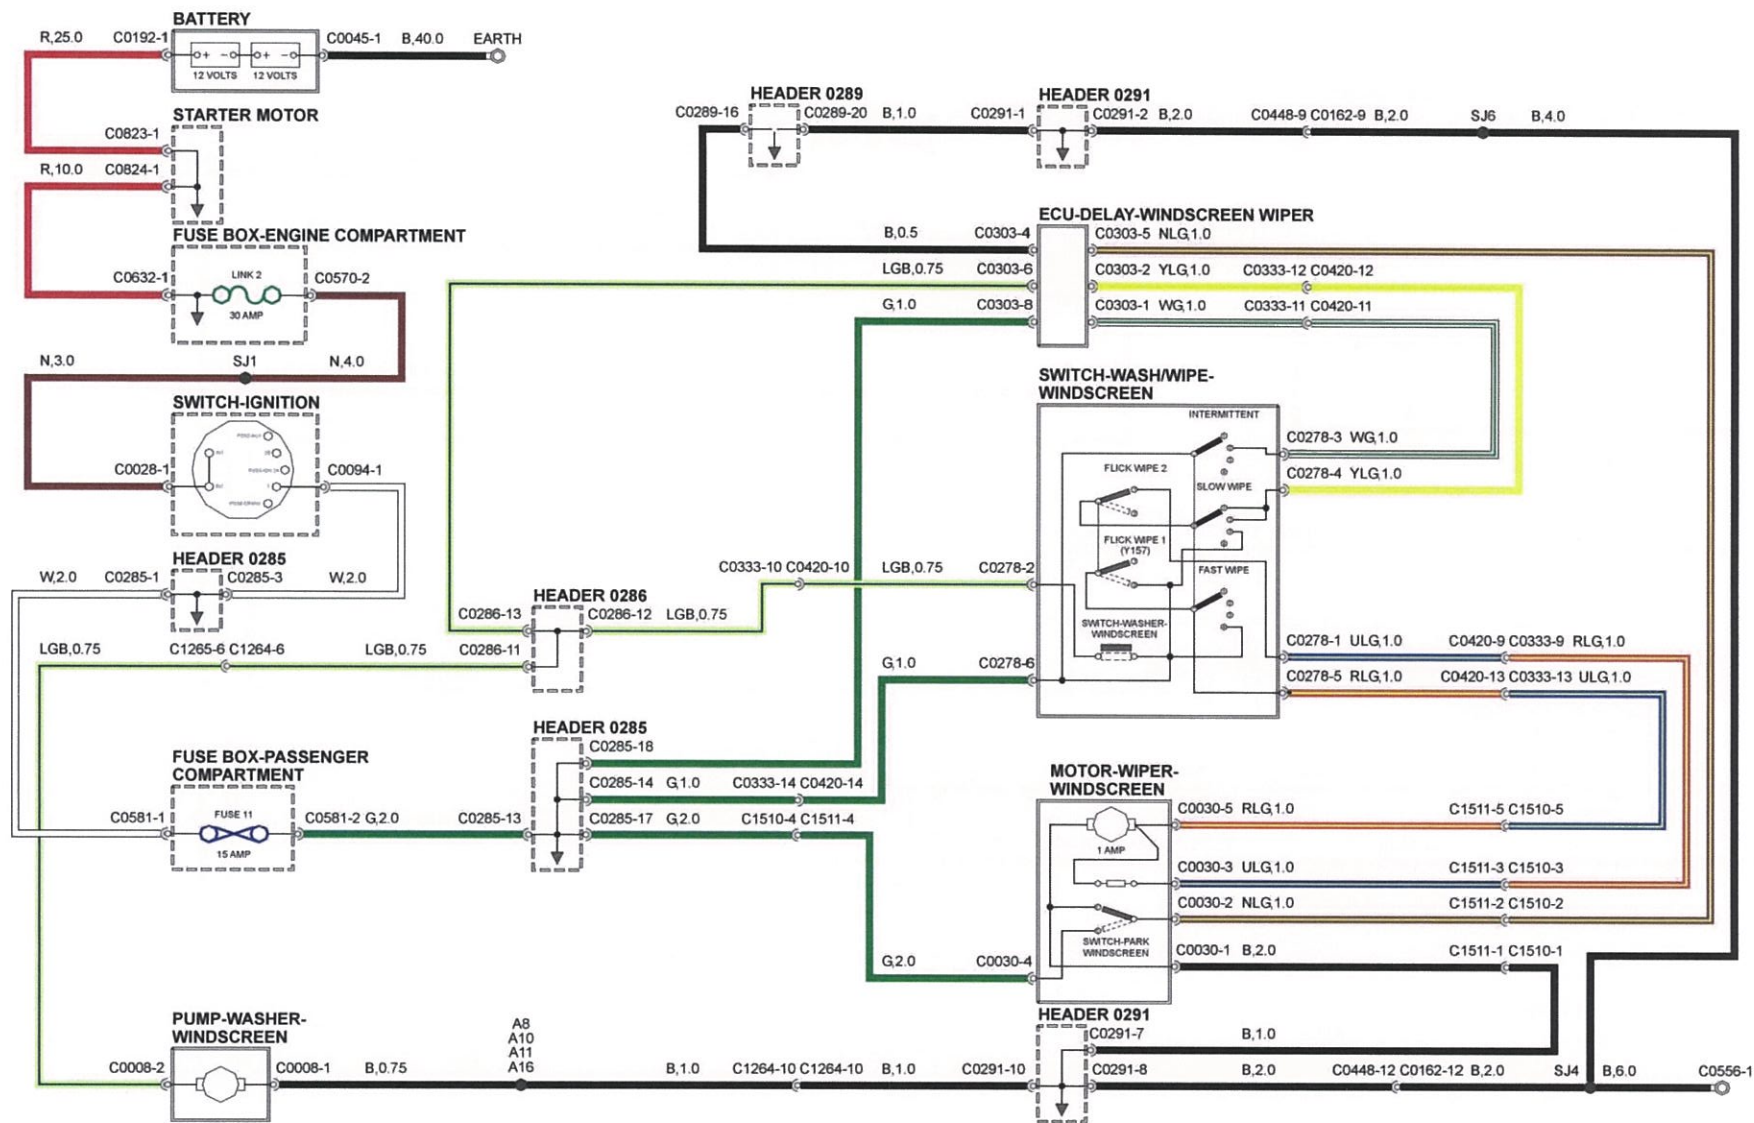 BATTERY
R,25.0 C0192-1 C0045-1 B,40.0 EARTH
12 VOLTS 12 VOLTS
STARTER MOTOR
C0823-1
R,10.0 C0824-1
FUSE BOX-ENGINE COMPARTMENT
LINK 2
C0632-1 C0570-2
30 AMP
N,3.0 SJ1 N,4.0
SWITCH-IGNITION
C0028-1 C0094-1
HEADER 0285
W,2.0 C0285-1 C0285-3 W,2.0
HEADER 0289
C0289-16 C0289-20 B,1.0 C0291-1
HEADER 0291
C0291-2 B,2.0 C0448-9 C0162-9 B,2.0 SJ6 B,4.0
ECU-DELAY-WINDSCREEN WIPER
B,0.5 C0303-4 C0303-5 NLG,1.0
LGB,0.75 C0303-6 C0303-2 YLG,1.0 C0333-12 C0420-12
G,1.0 C0303-8 C0303-1 WG,1.0 C0333-11 C0420-11
SWITCH-WASH/WIPE-
WINDSCREEN
INTERMITTENT
C0278-3 WG,1.0
FLICK WIPE 2
C0278-4 YLG,1.0
SLOW WIPE
FLICK WIPE 1
(Y157)
FAST WIPE
C0333-10 C0420-10 LGB,0.75 C0278-2
SWITCH-WASHER-
WINDSCREEN
HEADER 0286
C0286-13 C0286-12 LGB,0.75
LGB,0.75 C1265-6 C1264-6 LGB,0.75 C0286-11
G,1.0 C0278-6
C0278-1 ULG,1.0 C0420-9 C0333-9 RLG,1.0
C0278-5 RLG,1.0 C0420-13 C0333-13 ULG,1.0
HEADER 0285
C0285-18
C0285-14 G,1.0 C0333-14 C0420-14
FUSE BOX-PASSENGER
COMPARTMENT
FUSE 11
C0581-1 C0581-2 G,2.0 C0285-13 C0285-17 G,2.0 C1510-4 C1511-4
15 AMP
MOTOR-WIPER-
WINDSCREEN
C0030-5 RLG,1.0 C1511-5 C1510-5
1 AMP
C0030-3 ULG,1.0 C1511-3 C1510-3
C0030-2 NLG,1.0 C1511-2 C1510-2
SWITCH-PARK
WINDSCREEN
C0030-1 B,2.0 C1511-1 C1510-1
G,2.0 C0030-4
HEADER 0291
C0291-7 B,1.0
PUMP-WASHER-
WINDSCREEN
A8
A10
A11
A16
C0008-2 C0008-1 B,0.75 B,1.0 C1264-10 C1264-10 B,1.0 C0291-10 C0291-8 B,2.0 C0448-12 C0162-12 B,2.0 SJ4 B,6.0 C0556-1